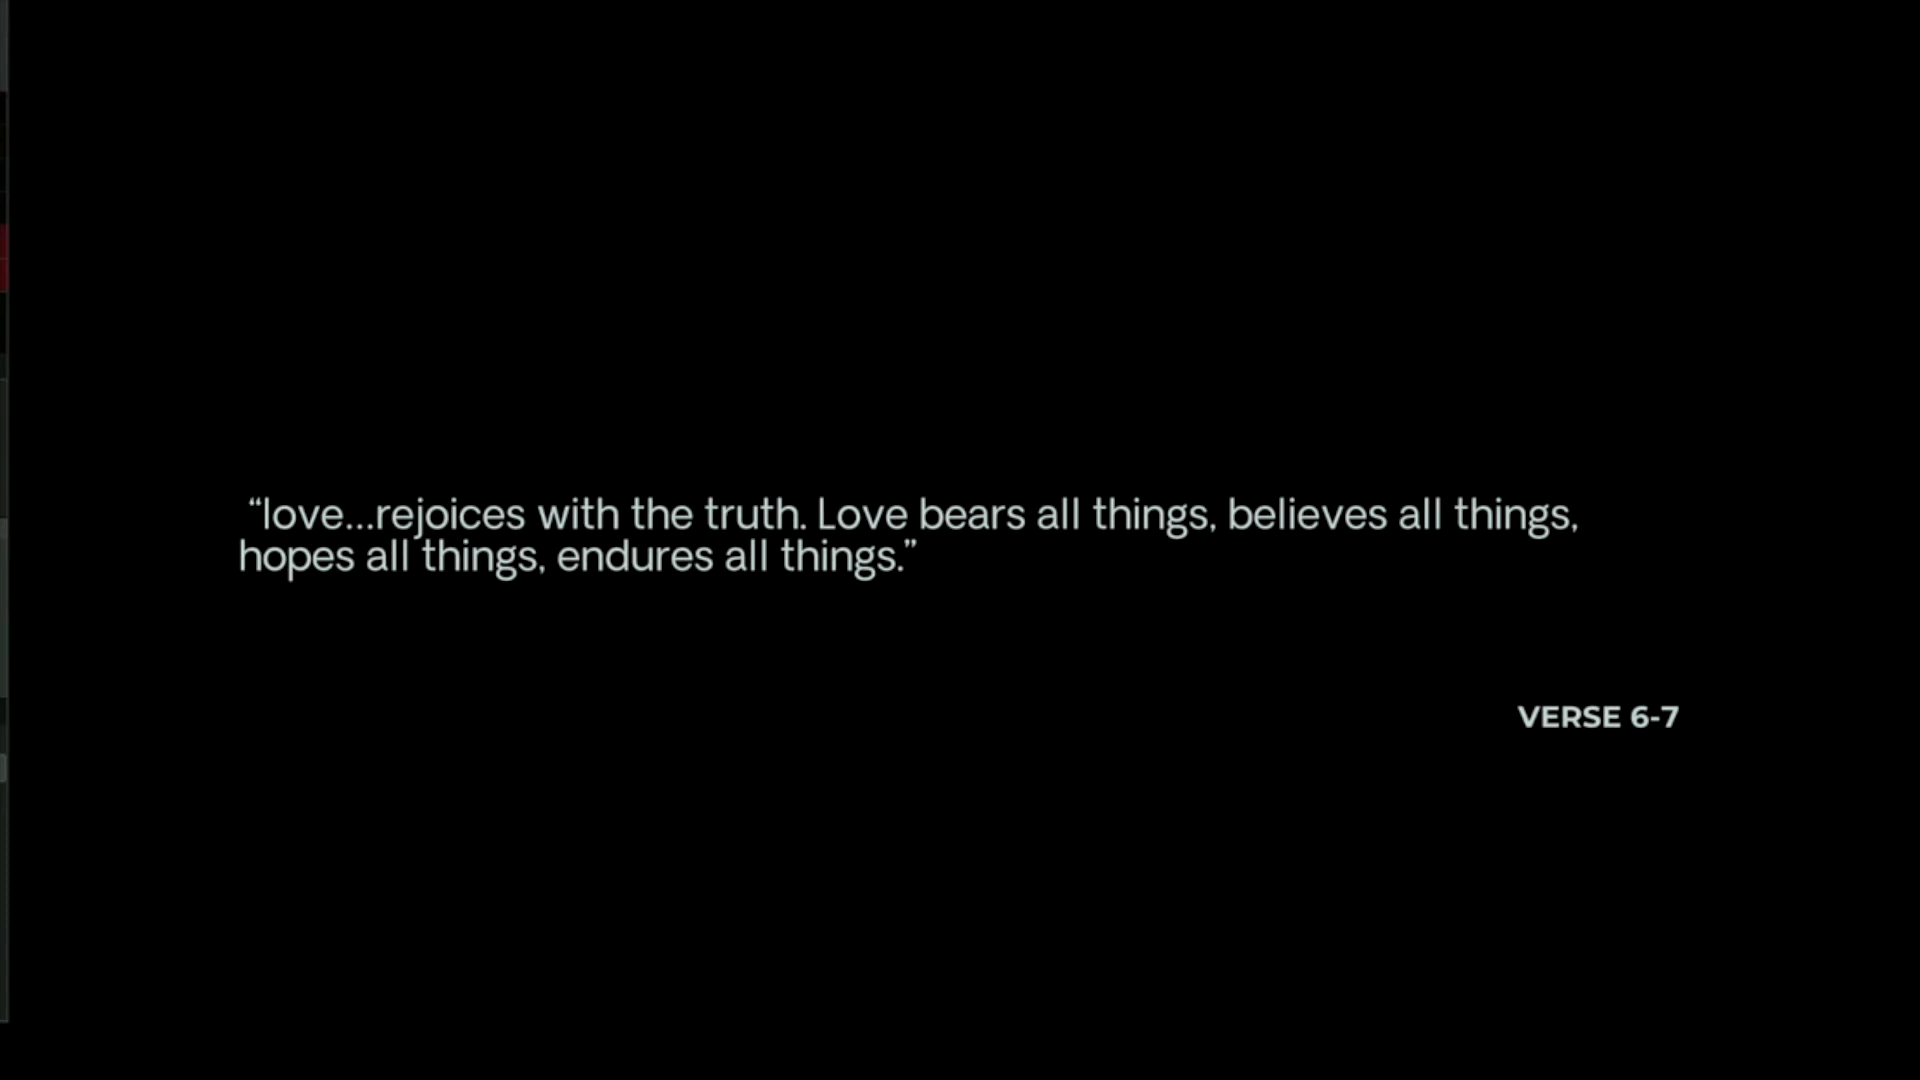 “love...rejoices with the truth. Love bears all things, believes all things,
hopes all things, endures all things.”
VERSE 6-7